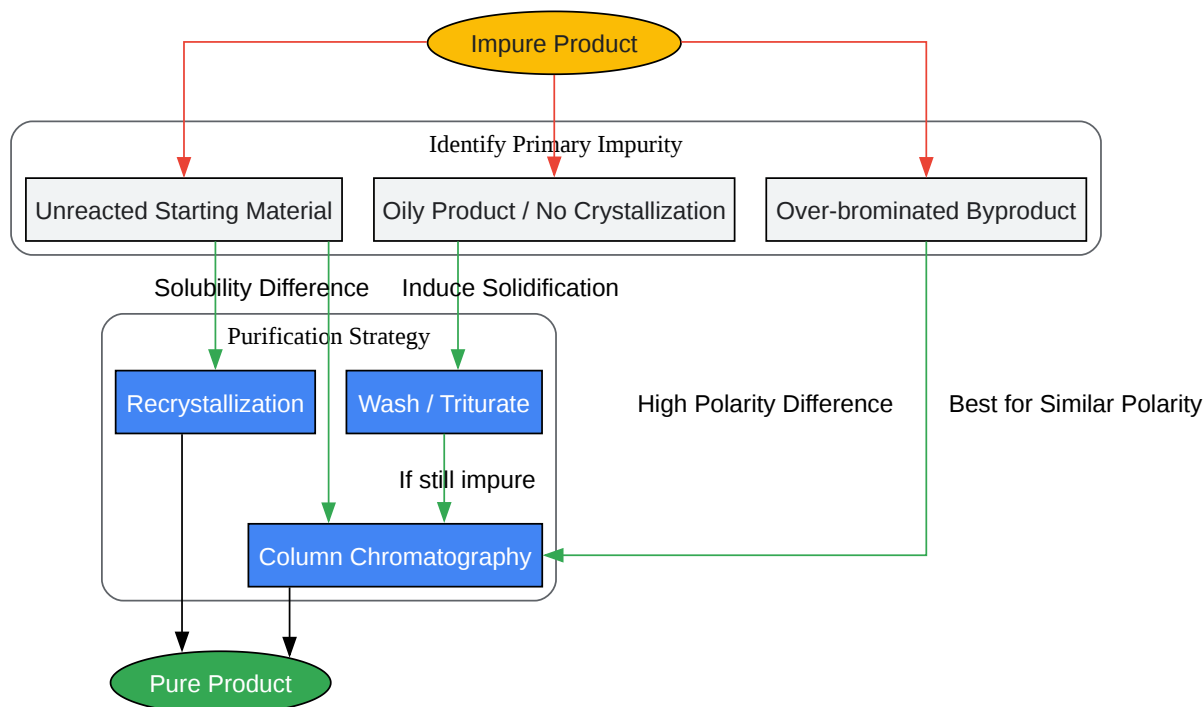 Impure Product
Identify Primary Impurity
Unreacted Starting Material
Oily Product / No Crystallization
Over-brominated Byproduct
Solubility Difference
Induce Solidification
Purification Strategy
Recrystallization
Wash / Triturate
High Polarity Difference
Best for Similar Polarity
If still impure
Column Chromatography
Pure Product